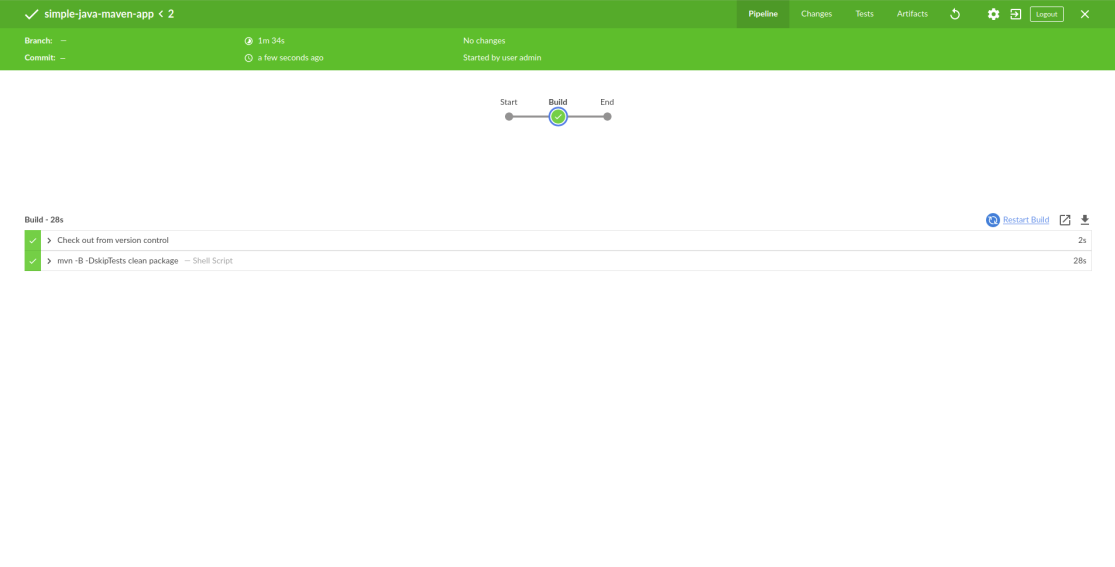 simple-java-maven-app < 2
Pipeline Changes Tests Artifacts Logout
Branch: — 1m 34s No changes
Commit: — a few seconds ago Started by user admin
Start Build End
Build - 28s Restart Build
Check out from version control 2s
mvn -B -DskipTests clean package — Shell Script 28s